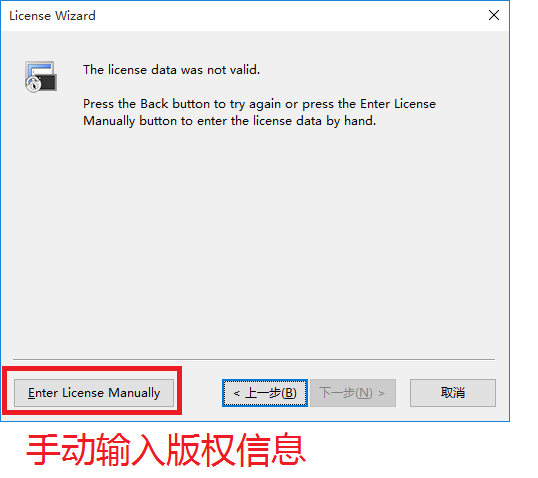 License Wizard
The license data was not valid.
Press the Back button to try again or press the Enter License
Manually button to enter the license data by hand.
Enter License Manually
< 上一步(B)
下一步(N) >
取消
手动输入版权信息